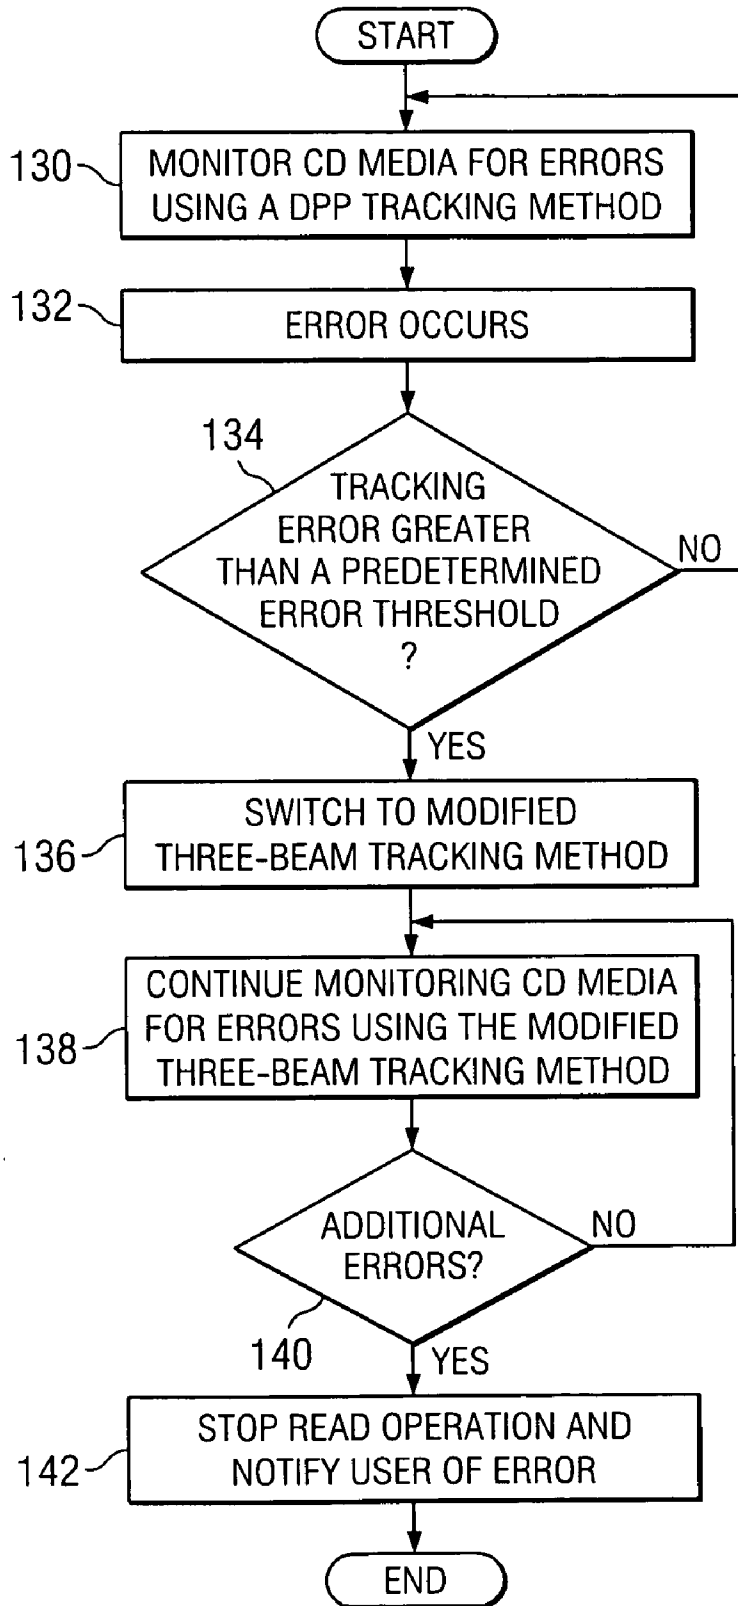 START
130
MONITOR CD MEDIA FOR ERRORS
USING A DPP TRACKING METHOD
132
ERROR OCCURS
134
TRACKING
ERROR GREATER
THAN A PREDETERMINED
ERROR THRESHOLD
?
NO
YES
136
SWITCH TO MODIFIED
THREE-BEAM TRACKING METHOD
138
CONTINUE MONITORING CD MEDIA
FOR ERRORS USING THE MODIFIED
THREE-BEAM TRACKING METHOD
ADDITIONAL
ERRORS?
NO
140
YES
142
STOP READ OPERATION AND
NOTIFY USER OF ERROR
END